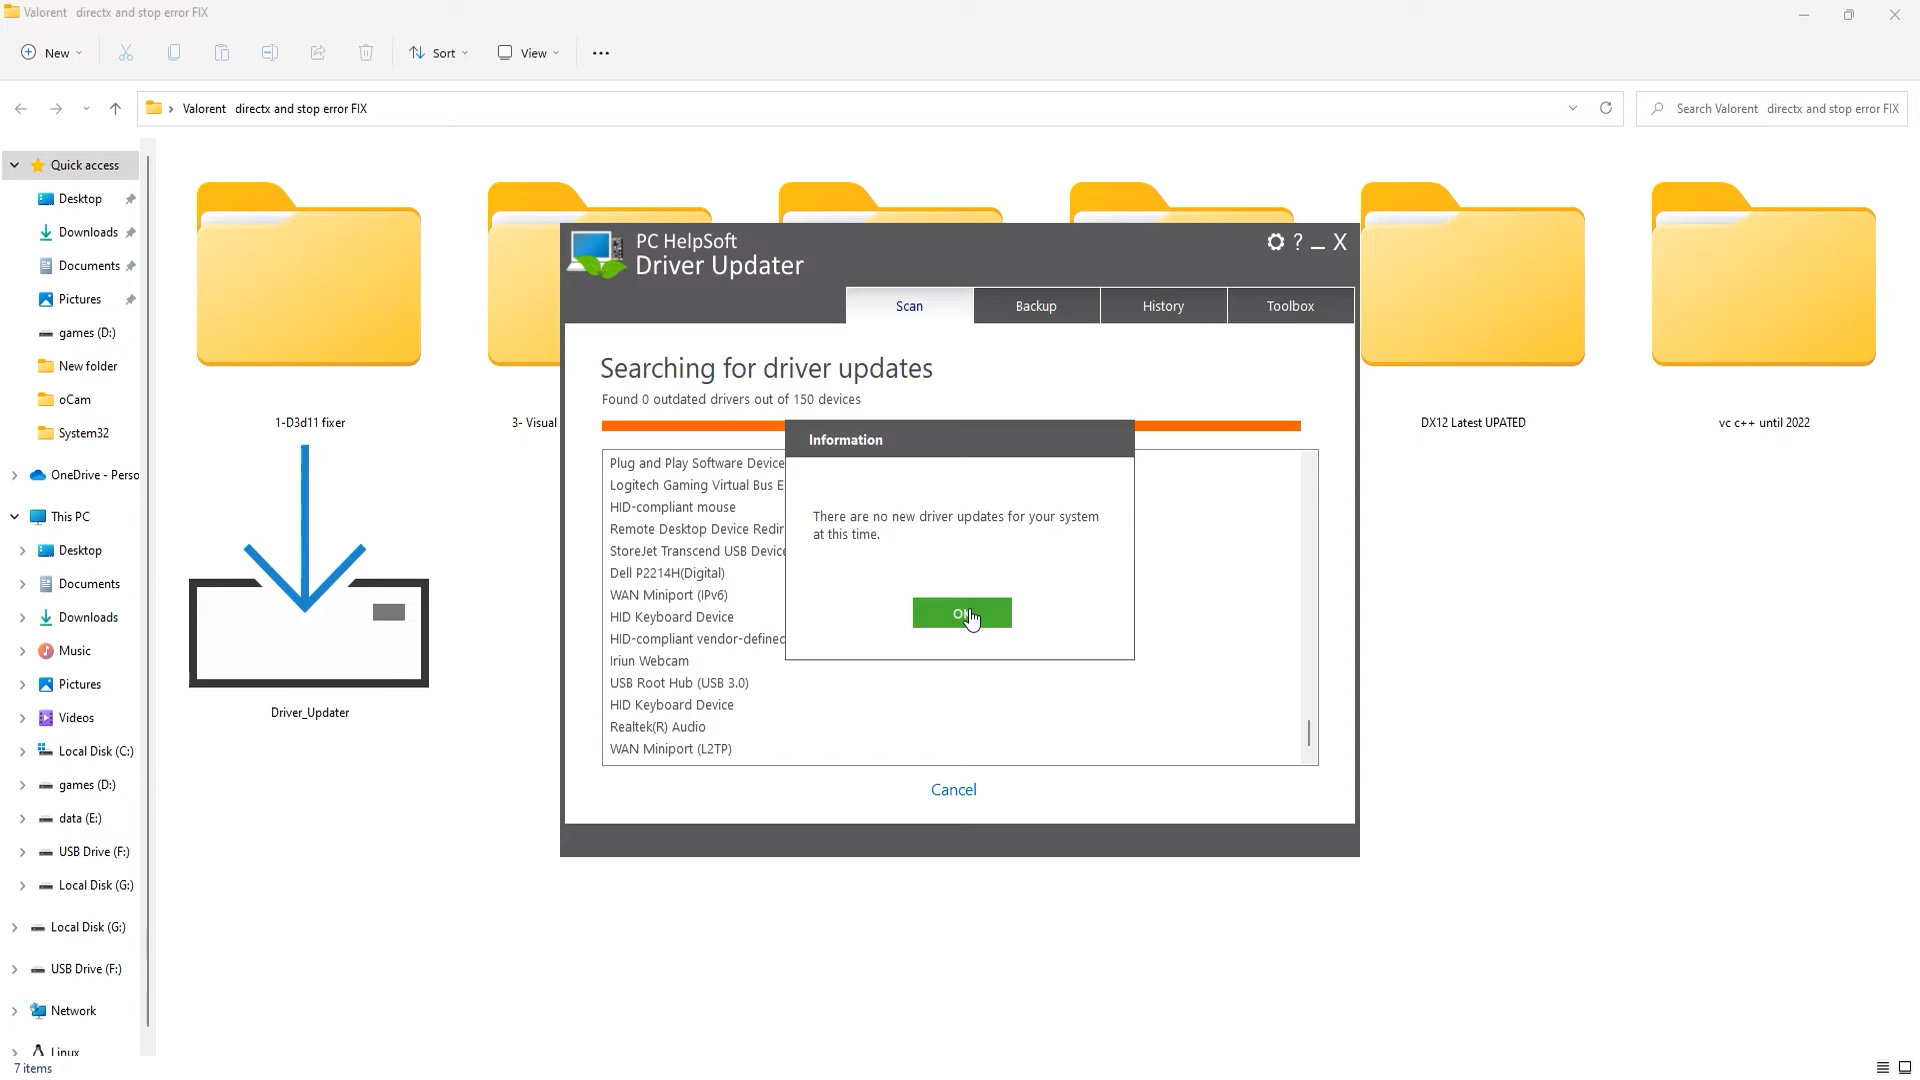 Valorent directx and stop error FIX
New
Sort
View
Valorent directx and stop error FIX
Search Valorent directx and stop error FIX
Quick access
Desktop
Downloads
Documents
Pictures
games (D:)
New folder
oCam
System32
OneDrive - Perso
This PC
Desktop
Documents
Downloads
Music
Pictures
Videos
Local Disk (C:)
games (D:)
data (E:)
USB Drive (F:)
Local Disk (G:)
Local Disk (G:)
USB Drive (F:)
Network
Linux
7 items
1-D3d11 fixer
3- Visual
DX12 Latest UPATED
vc c++ until 2022
Driver_Updater
PC HelpSoft
Driver Updater
? _ X
Scan
Backup
History
Toolbox
Searching for driver updates
Found 0 outdated drivers out of 150 devices
Plug and Play Software Device
Logitech Gaming Virtual Bus E
HID-compliant mouse
Remote Desktop Device Redir
StoreJet Transcend USB Device
Dell P2214H(Digital)
WAN Miniport (IPv6)
HID Keyboard Device
HID-compliant vendor-defined
Iriun Webcam
USB Root Hub (USB 3.0)
HID Keyboard Device
Realtek(R) Audio
WAN Miniport (L2TP)
Information
There are no new driver updates for your system
at this time.
OK
Cancel